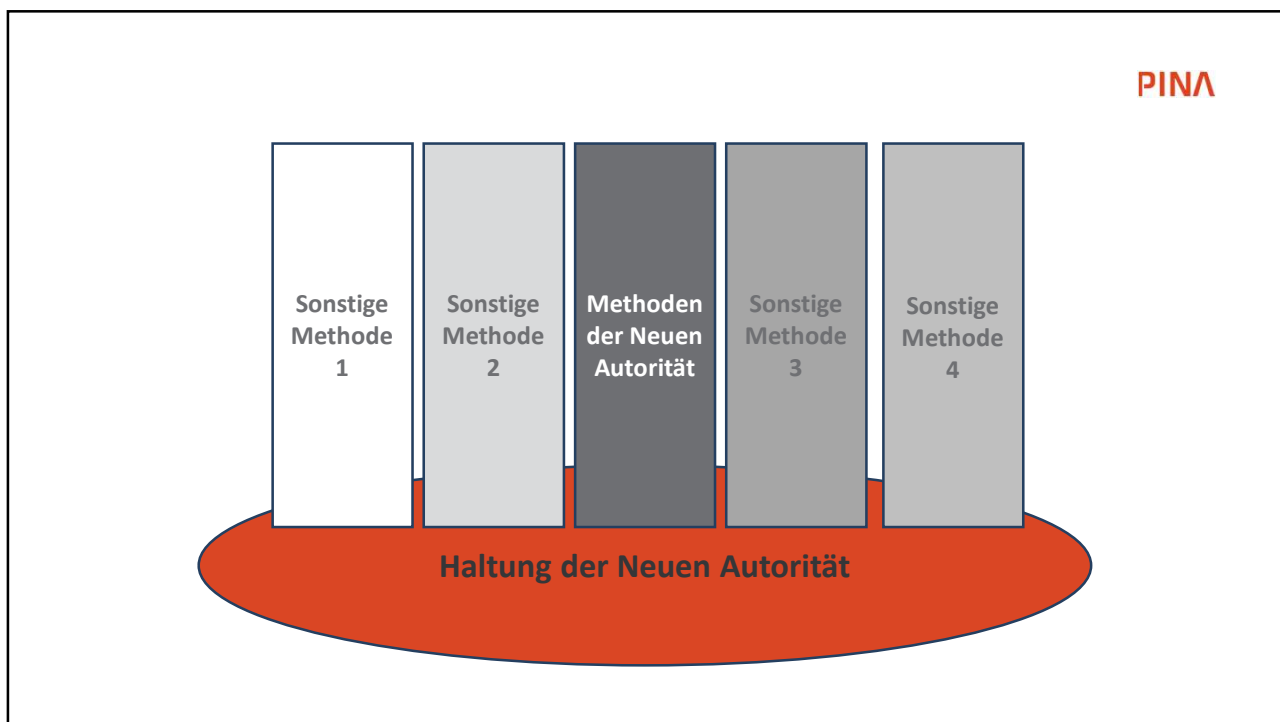 PINA
Sonstige
Methode
1
Sonstige
Methode
2
Methoden
der Neuen
Autorität
Sonstige
Methode
3
Sonstige
Methode
4
Haltung der Neuen Autorität